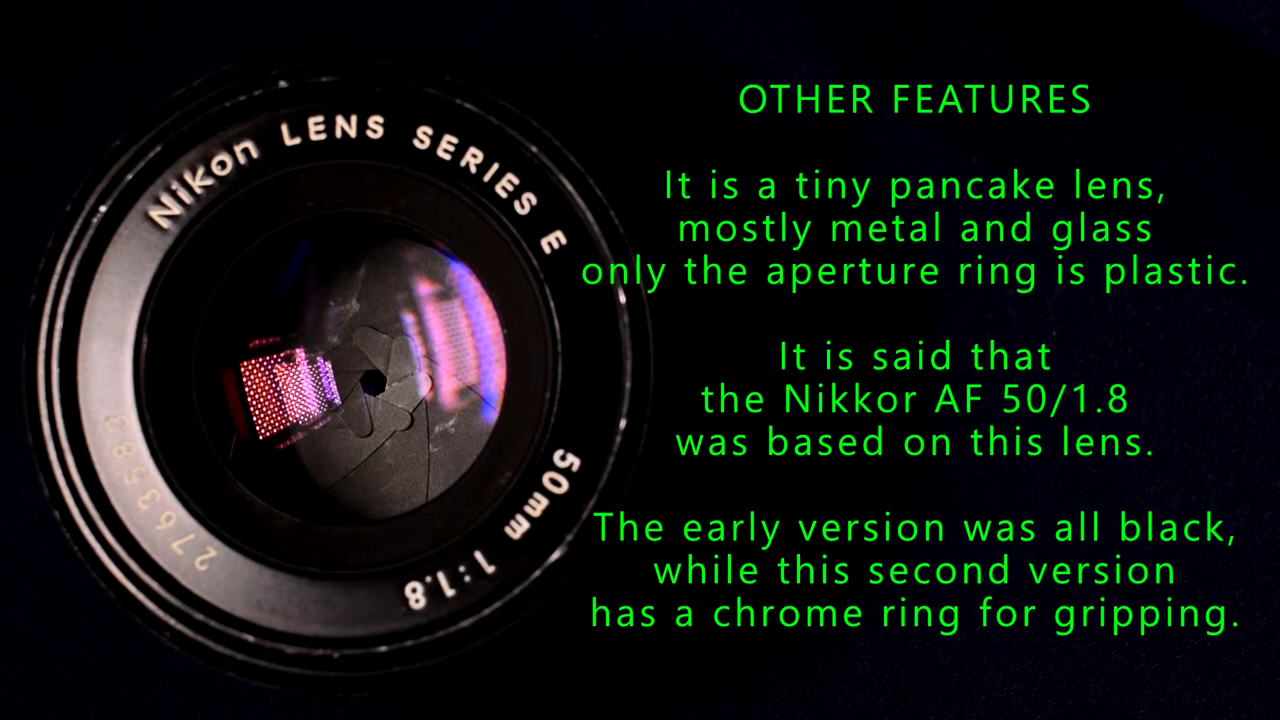 Nikon LENS SERIES E
50mm 1:1.8
2763583
OTHER FEATURES
It is a tiny pancake lens,
mostly metal and glass
only the aperture ring is plastic.
It is said that
the Nikkor AF 50/1.8
was based on this lens.
The early version was all black,
while this second version
has a chrome ring for gripping.